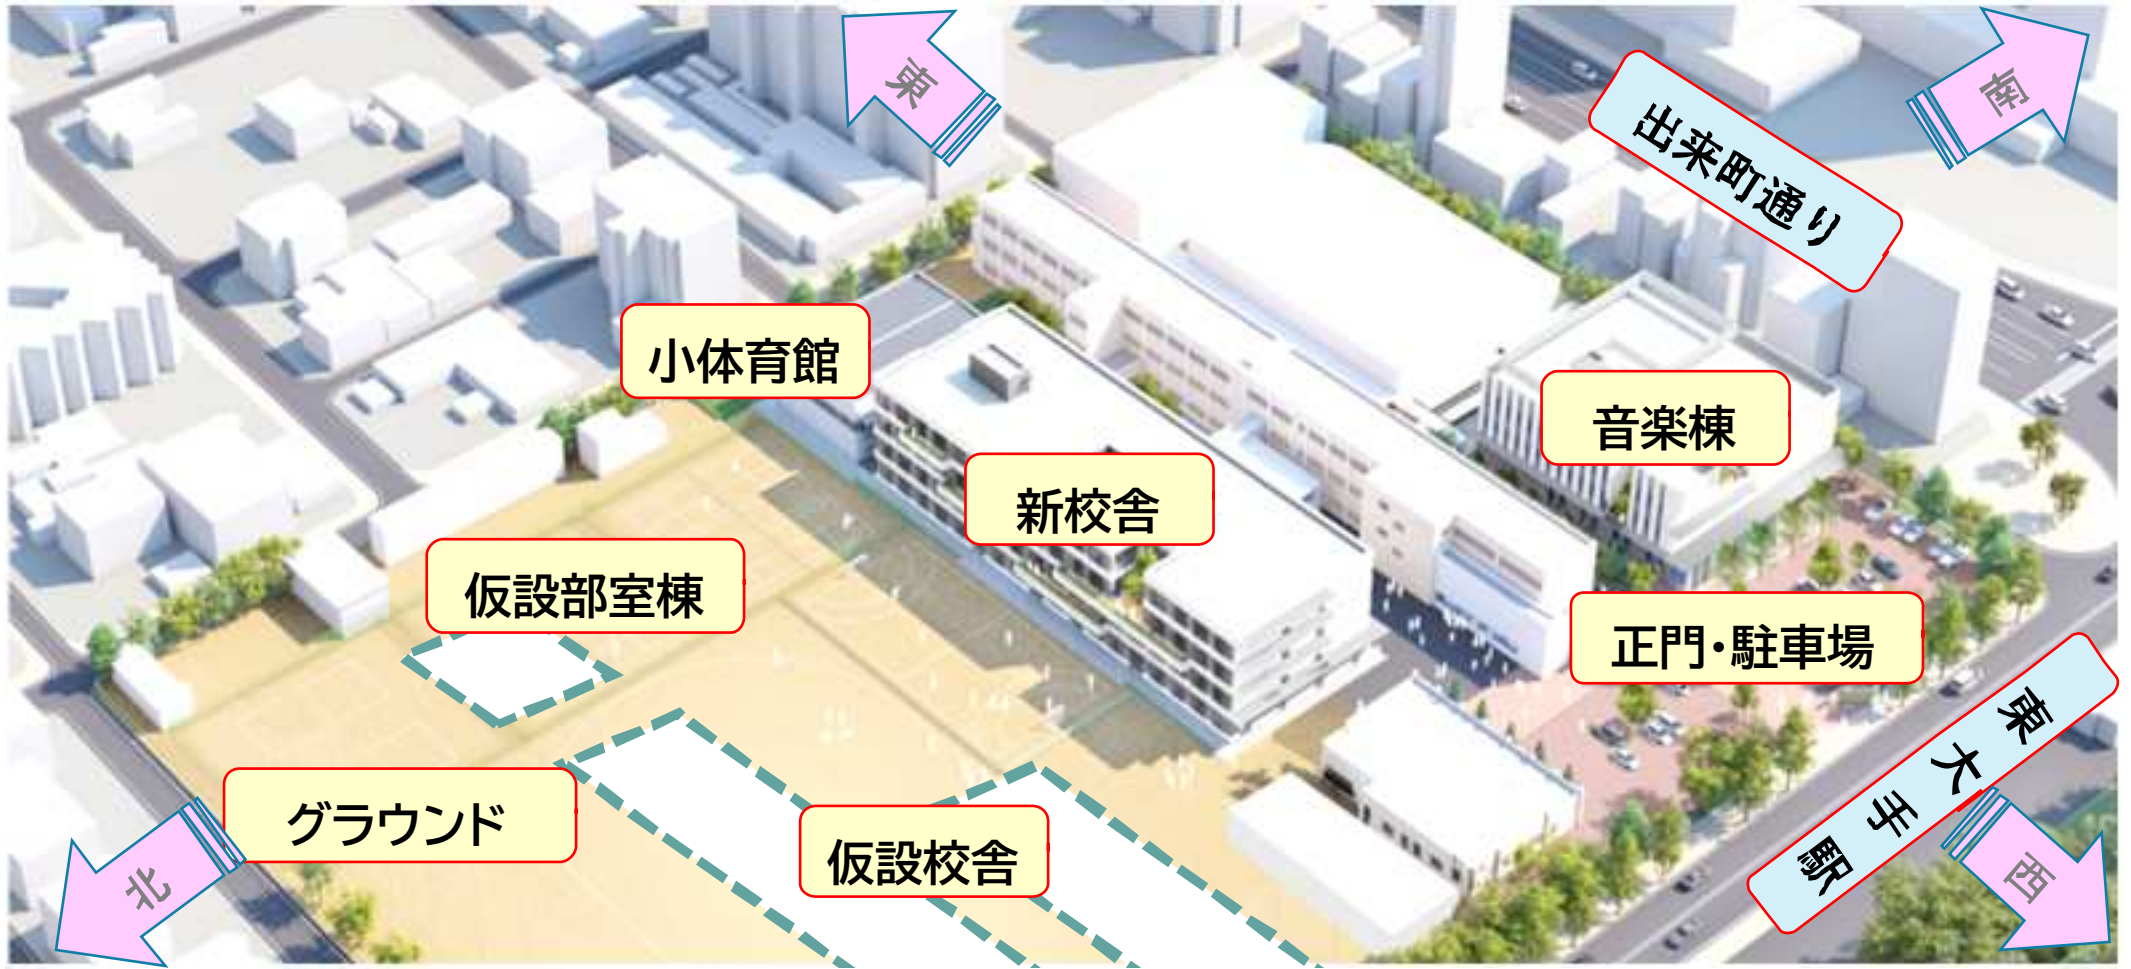 東
南
出来町通り
小体育館
音楽棟
新校舎
仮設部室棟
正門・駐車場
東大手駅
グラウンド
仮設校舎
北
西